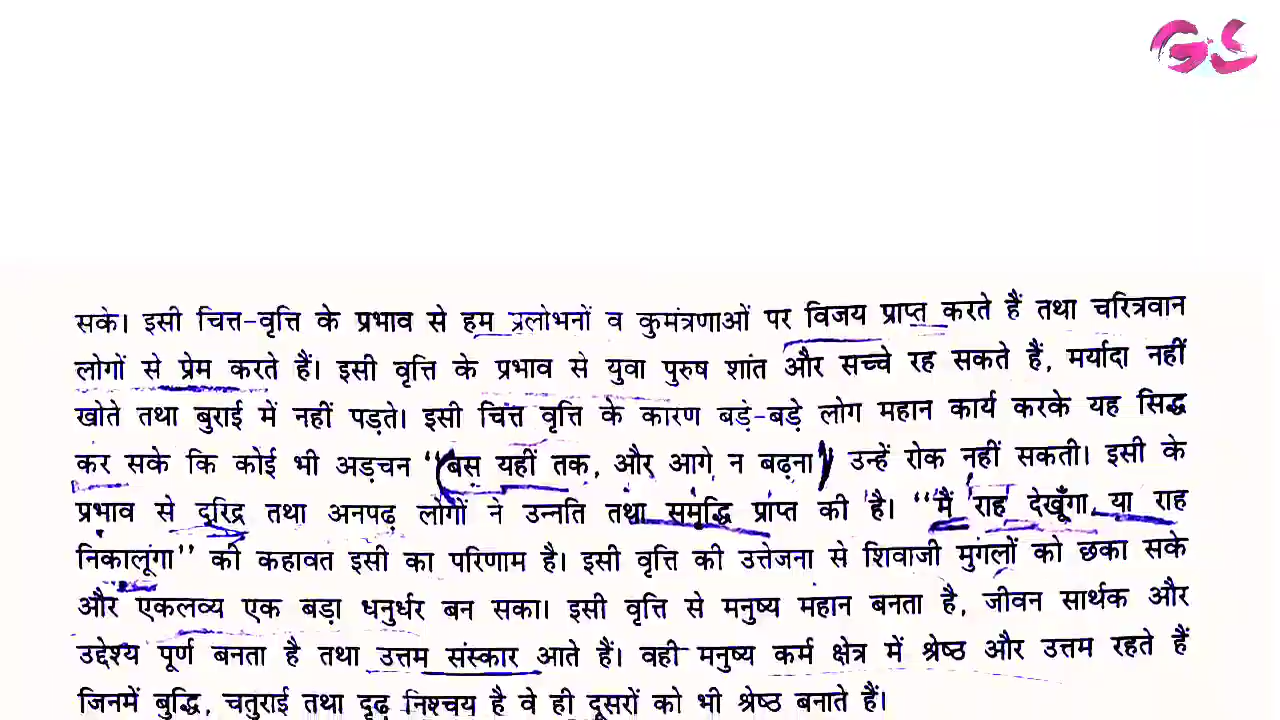 GS
सके। इसी चित्त-वृत्ति के प्रभाव से हम प्रलोभनों व कुमंत्रणाओं पर विजय प्राप्त करते हैं तथा चरित्रवान
लोगों से प्रेम करते हैं। इसी वृत्ति के प्रभाव से युवा पुरुष शांत और सच्चे रह सकते हैं, मर्यादा नहीं
खोते तथा बुराई में नहीं पड़ते। इसी चित्त वृत्ति के कारण बड़े-बड़े लोग महान कार्य करके यह सिद्ध
कर सके कि कोई भी अड़चन “(बस यहीं तक, और आगे न बढ़ना”) उन्हें रोक नहीं सकती। इसी के
प्रभाव से दरिद्र तथा अनपढ़ लोगों ने उन्नति तथा समृद्धि प्राप्त की है। “मैं राह देखूँगा, या राह
निकालूंगा” की कहावत इसी का परिणाम है। इसी वृत्ति की उत्तेजना से शिवाजी मुगलों को छका सके
और एकलव्य एक बड़ा धनुर्धर बन सका। इसी वृत्ति से मनुष्य महान बनता है, जीवन सार्थक और
उद्देश्य पूर्ण बनता है तथा उत्तम संस्कार आते हैं। वही मनुष्य कर्म क्षेत्र में श्रेष्ठ और उत्तम रहते हैं
जिनमें बुद्धि, चतुराई तथा दृढ़ निश्चय है वे ही दूसरों को भी श्रेष्ठ बनाते हैं।